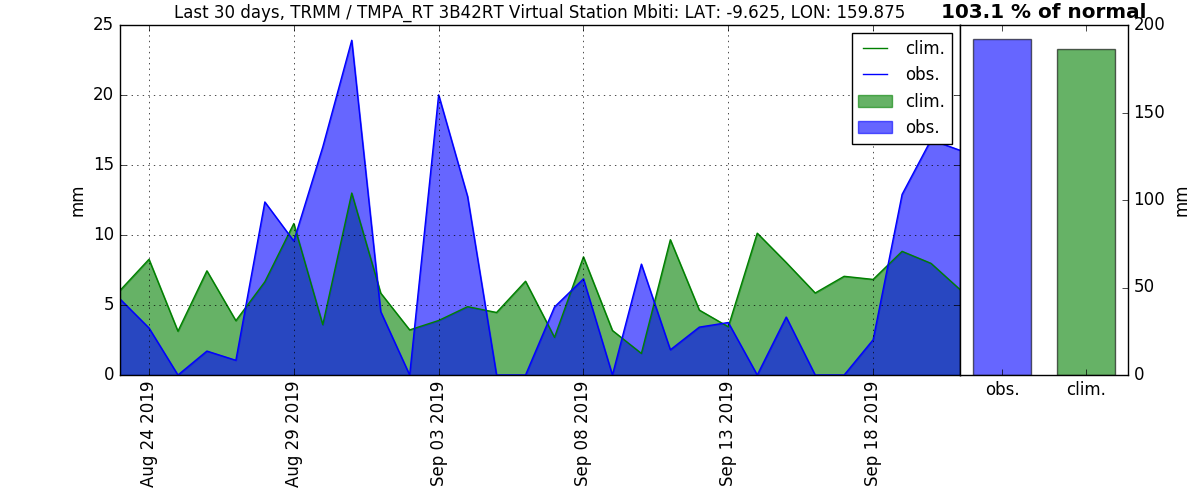 Last 30 days, TRMM / TMPA_RT 3B42RT Virtual Station Mbiti: LAT: -9.625, LON: 159.875
103.1 % of normal
25
20
15
10
5
0
mm
clim.
obs.
clim.
obs.
Aug 24 2019
Aug 29 2019
Sep 03 2019
Sep 08 2019
Sep 13 2019
Sep 18 2019
200
150
100
50
0
mm
obs.
clim.